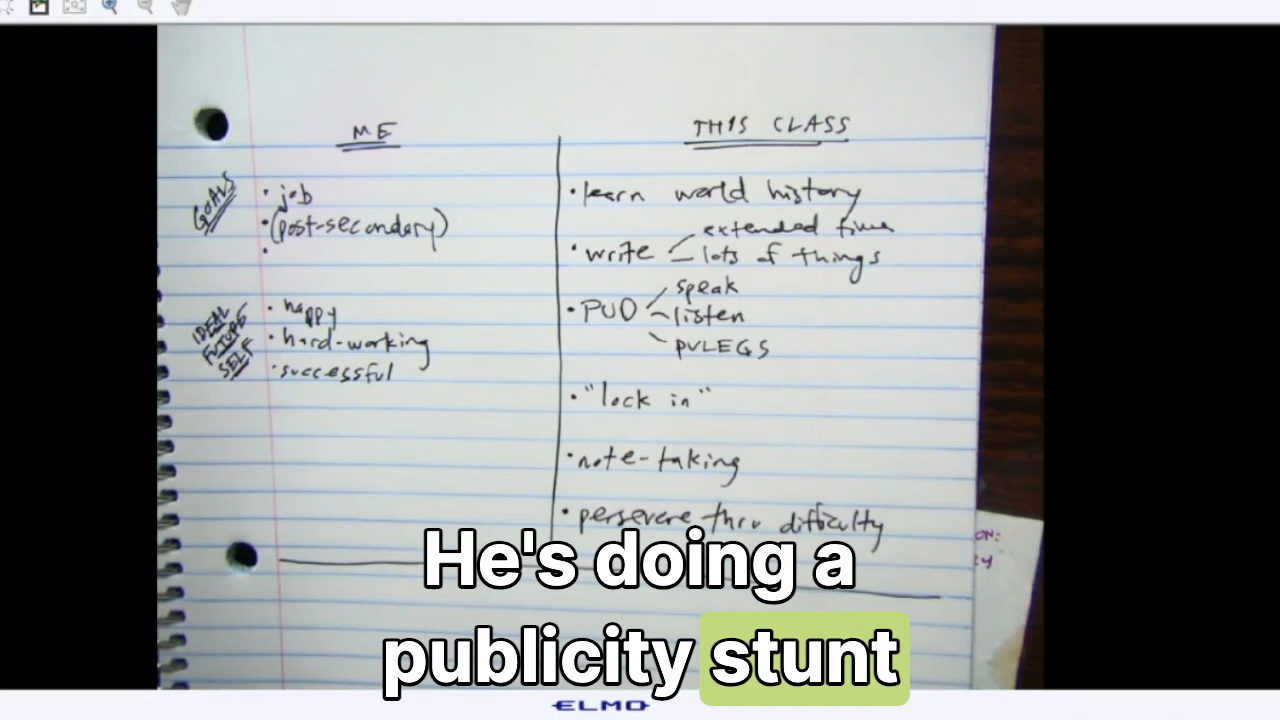 ME
THIS CLASS
GOALS
• job
• (post-secondary)
•
IDEAL
FUTURE
SELF
• happy
• hard-working
• successful
• learn world history
• write
extended time
lots of things
• PUD
speak
listen
PVLEGS
• "lock in"
• note-taking
• persevere thru difficulty
ON:
He's doing a
publicity stunt
ELMO